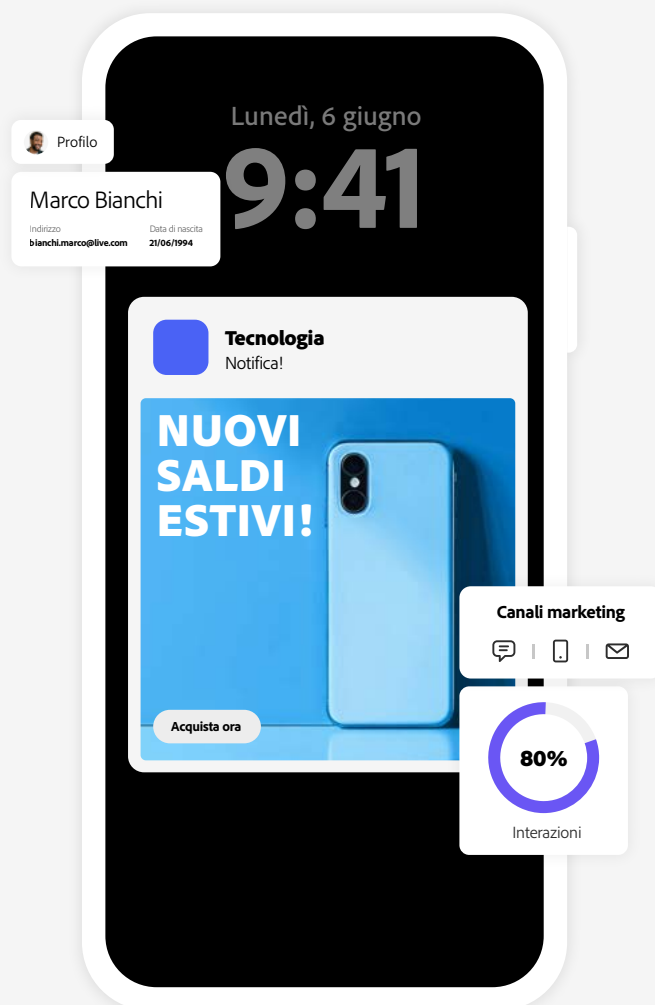 Lunedì, 6 giugno
9:41
Profilo
Marco Bianchi
Indirizzo
Data di nascita
bianchi.marco@live.com
21/06/1994
Tecnologia
Notifica!
NUOVI
SALDI
ESTIVI!
Acquista ora
Canali marketing
80%
Interazioni